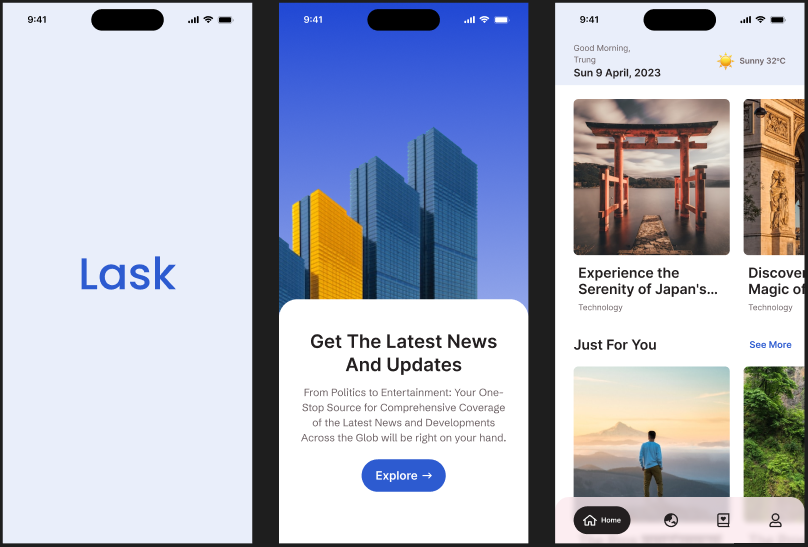 9:41
Lask
9:41
Get The Latest News
And Updates
From Politics to Entertainment: Your One-
Stop Source for Comprehensive Coverage
of the Latest News and Developments
Across the Glob will be right on your hand.
Explore →
9:41
Good Morning,
Trung
Sun 9 April, 2023
Sunny 32°C
Experience the
Serenity of Japan's...
Technology
Discover
Magic of
Technology
Just For You
See More
Home